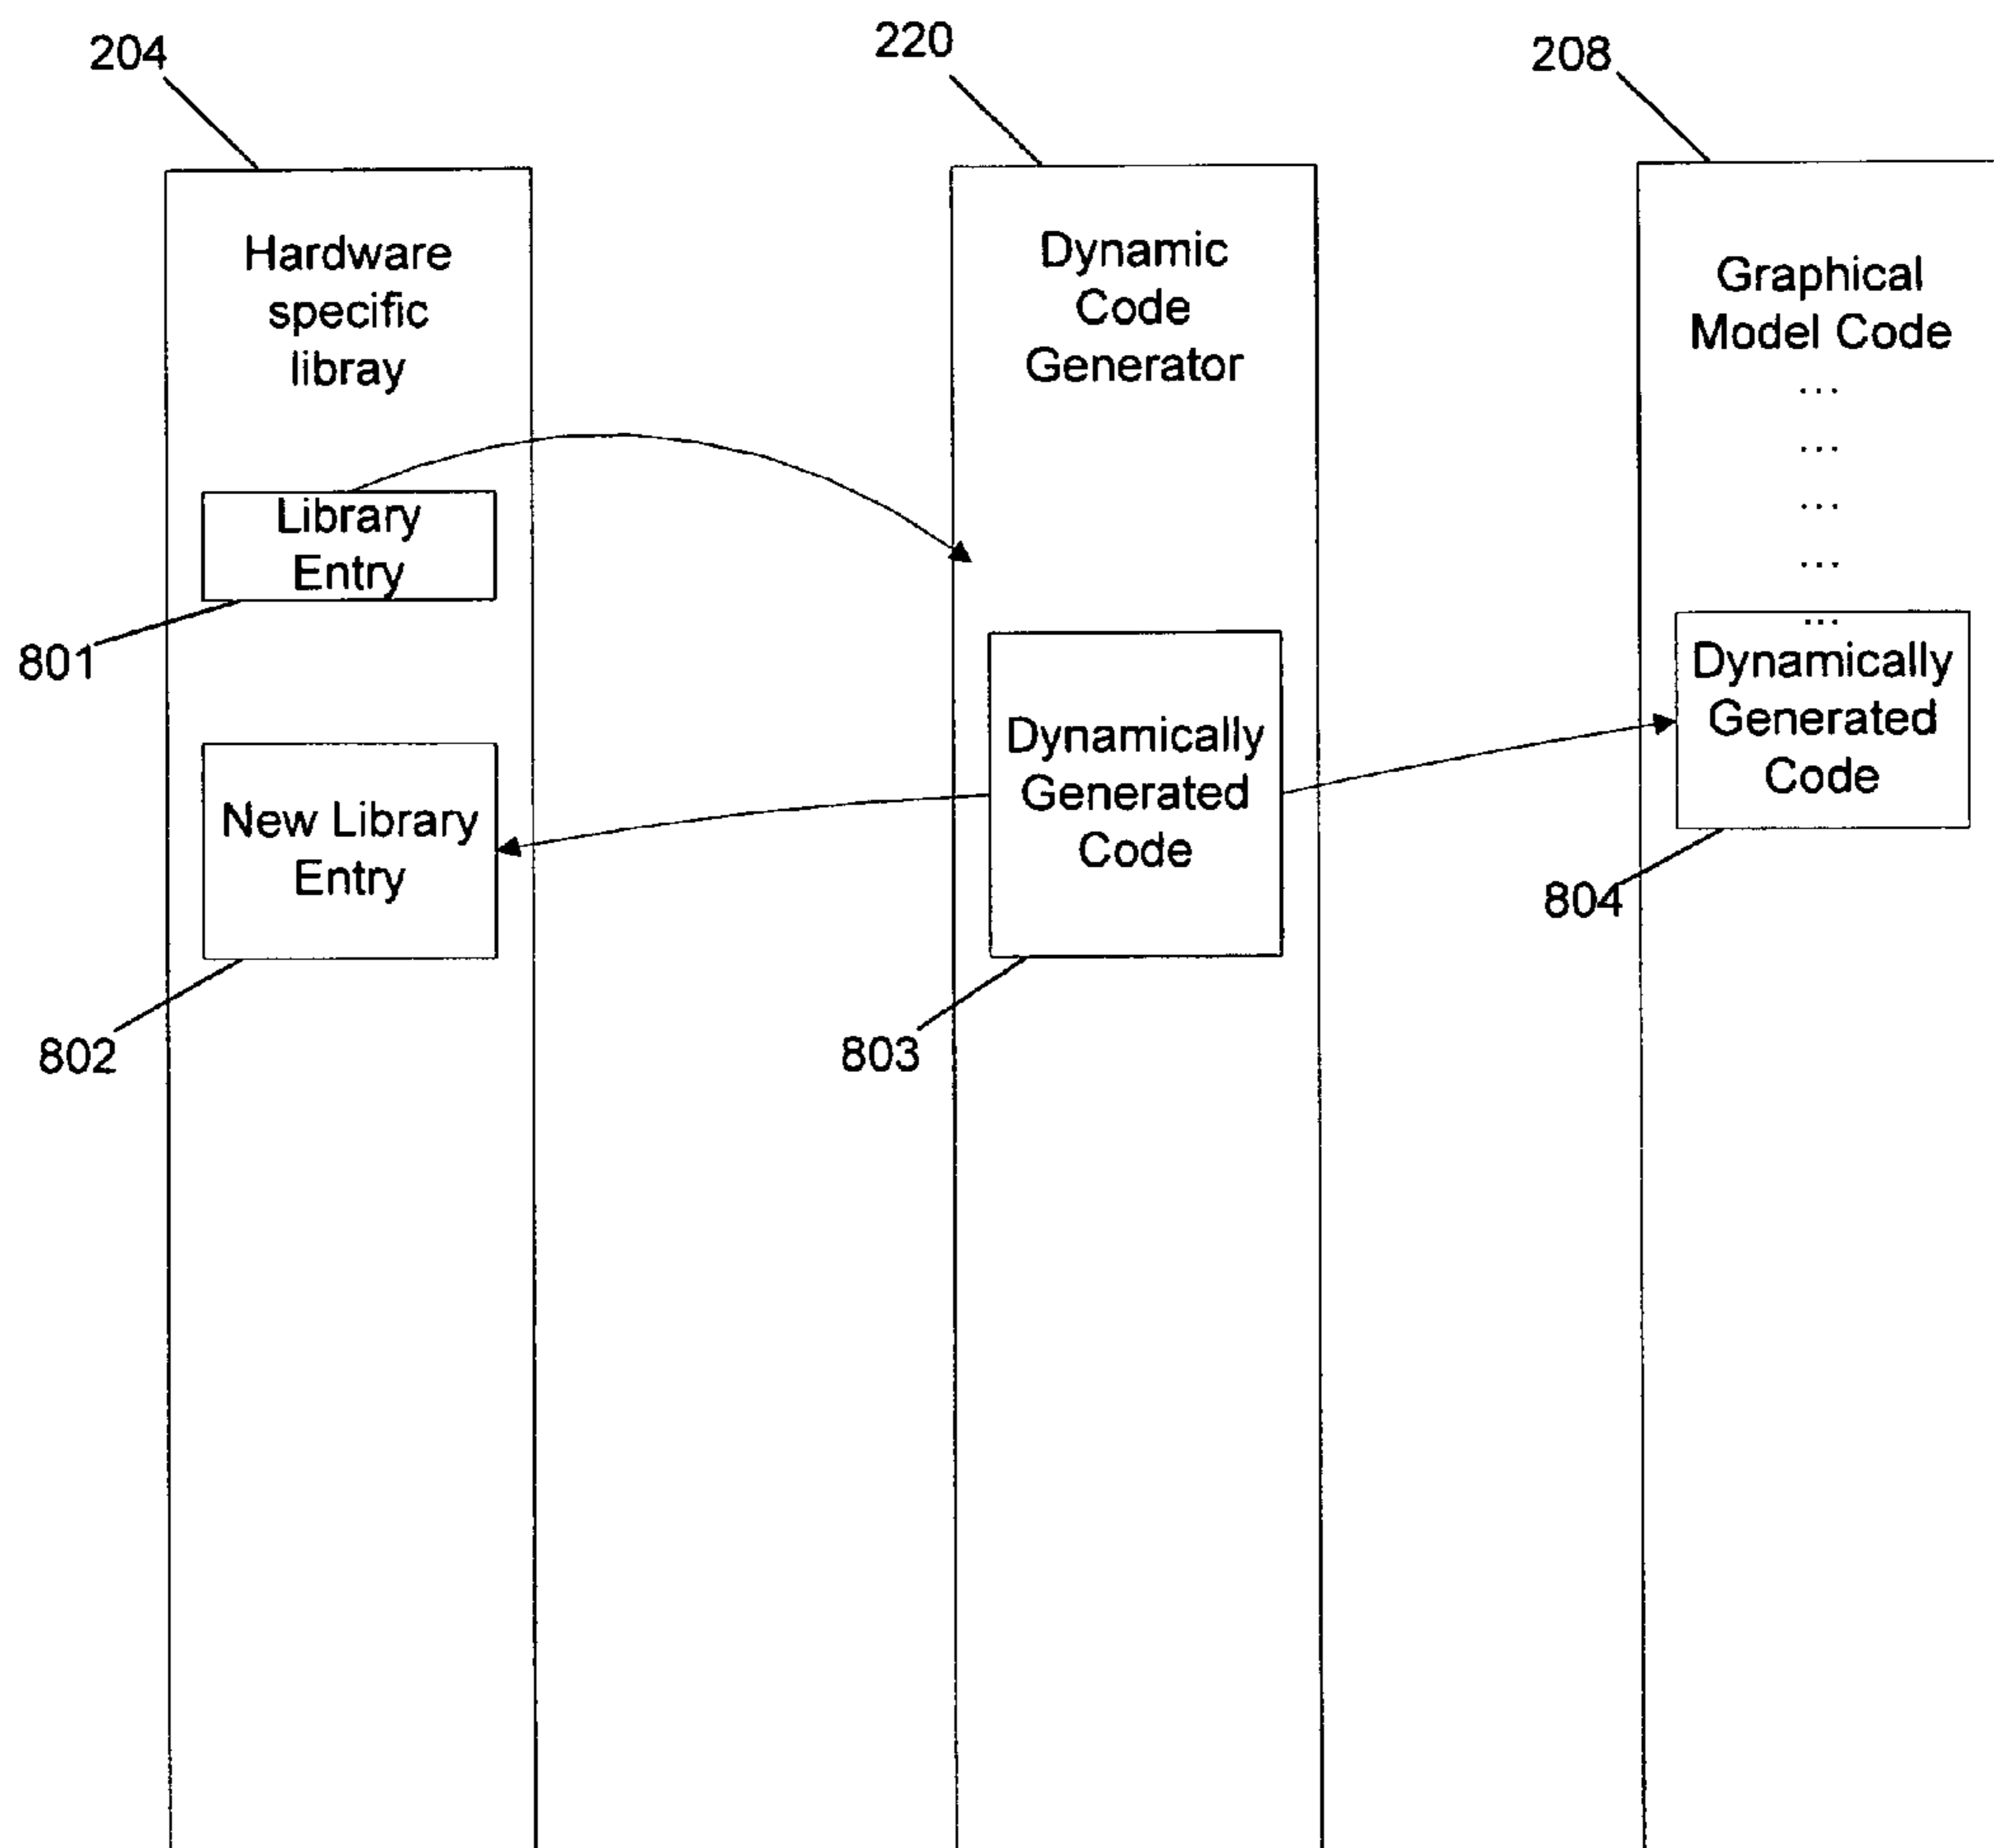 204
220
208
Hardware
specific
libray
Dynamic
Code
Generator
Graphical
Model Code
...
...
...
...
...
Library
Entry
801
Dynamically
Generated
Code
Dynamically
Generated
Code
New Library
Entry
804
802
803